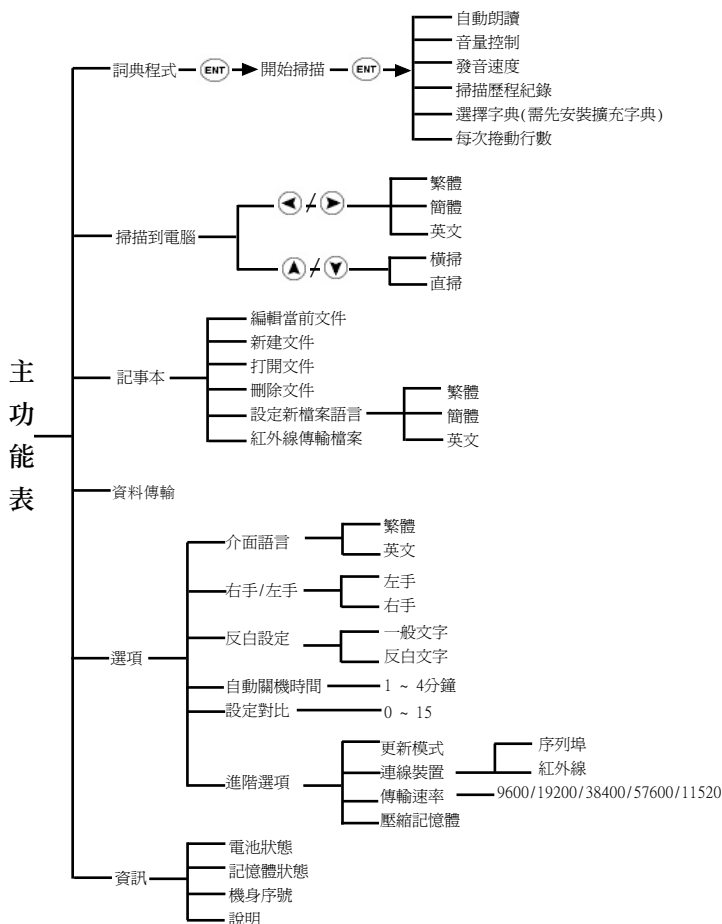 主功能表
詞典程式 ENT 開始掃描 ENT
自動朗讀
音量控制
發音速度
掃描歷程紀錄
選擇字典(需先安裝擴充字典)
每次捲動行數
掃描到電腦
/
繁體
簡體
英文
/
橫掃
直掃
記事本
編輯當前文件
新建文件
打開文件
刪除文件
設定新檔案語言
繁體
簡體
英文
紅外線傳輸檔案
資料傳輸
選項
介面語言
繁體
英文
右手/左手
左手
右手
反白設定
一般文字
反白文字
自動關機時間
1 ~ 4分鐘
設定對比
0 ~ 15
進階選項
更新模式
連線裝置
序列埠
紅外線
傳輸速率
9600/19200/38400/57600/11520
壓縮記憶體
資訊
電池狀態
記憶體狀態
機身序號
說明